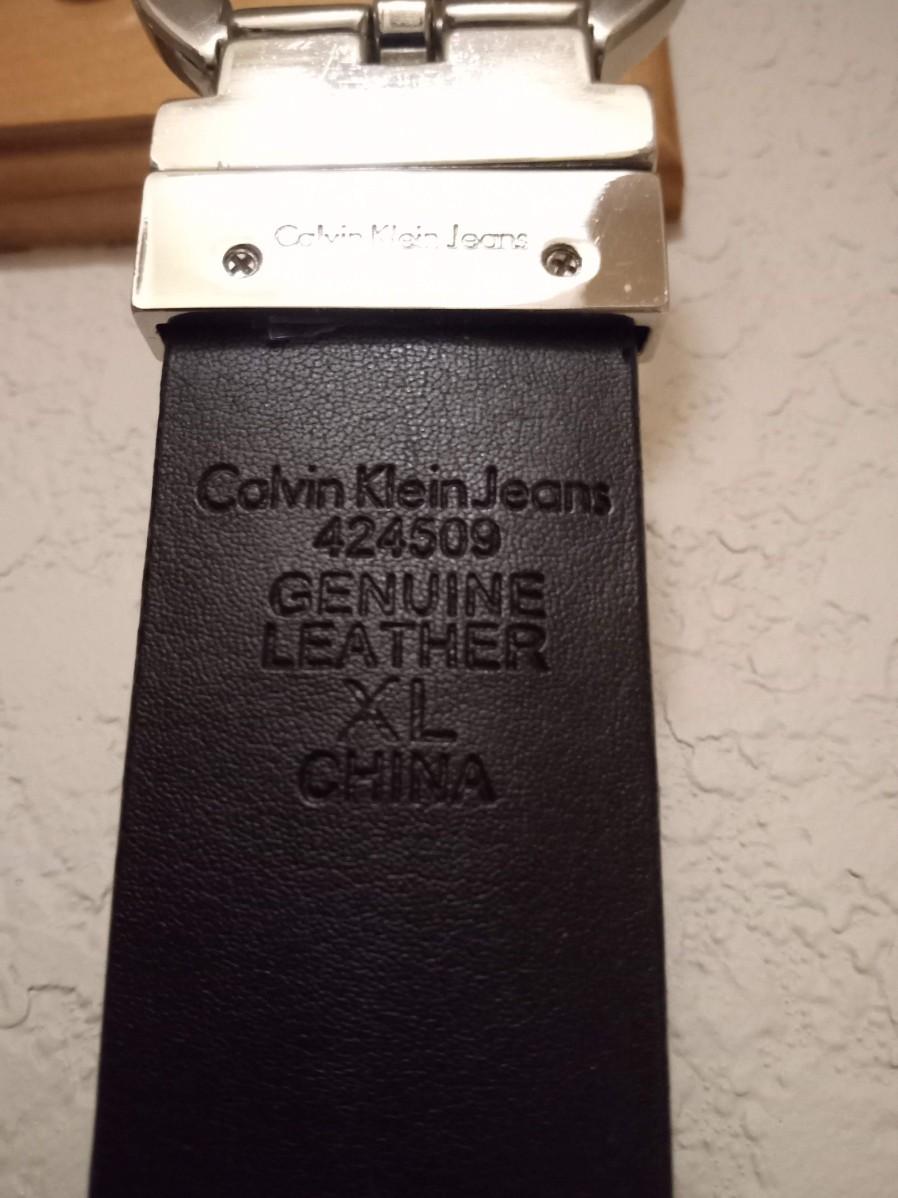 Calvin Klein Jeans
Calvin Klein Jeans
424509
GENUINE
LEATHER
XL
CHINA